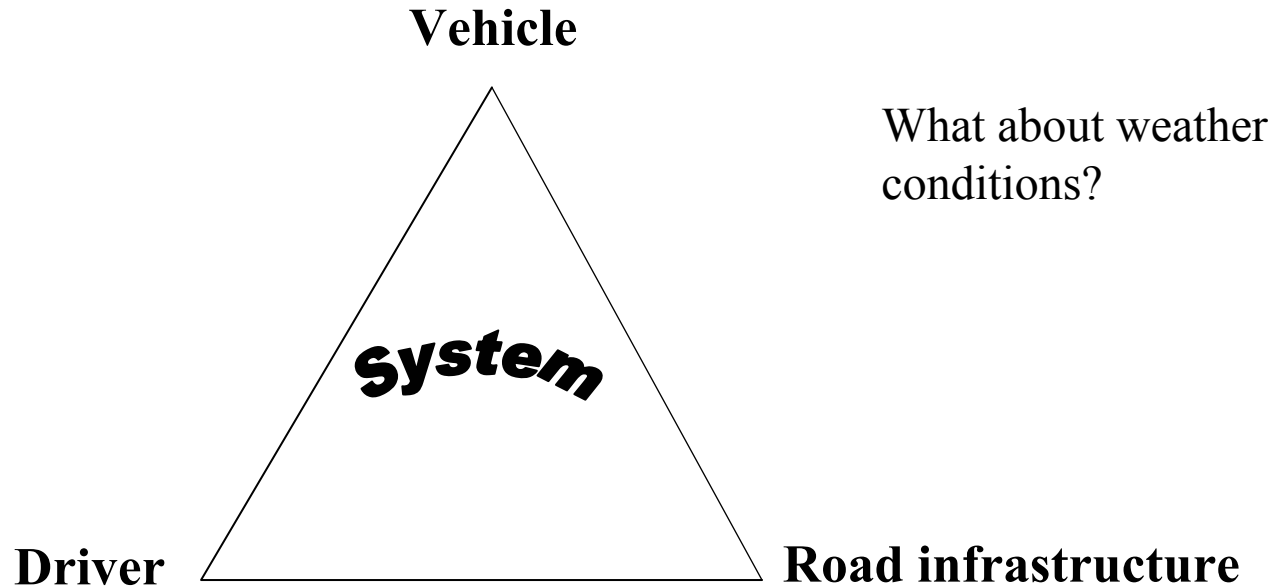 Vehicle
What about weather
conditions?
System
Driver
Road infrastructure